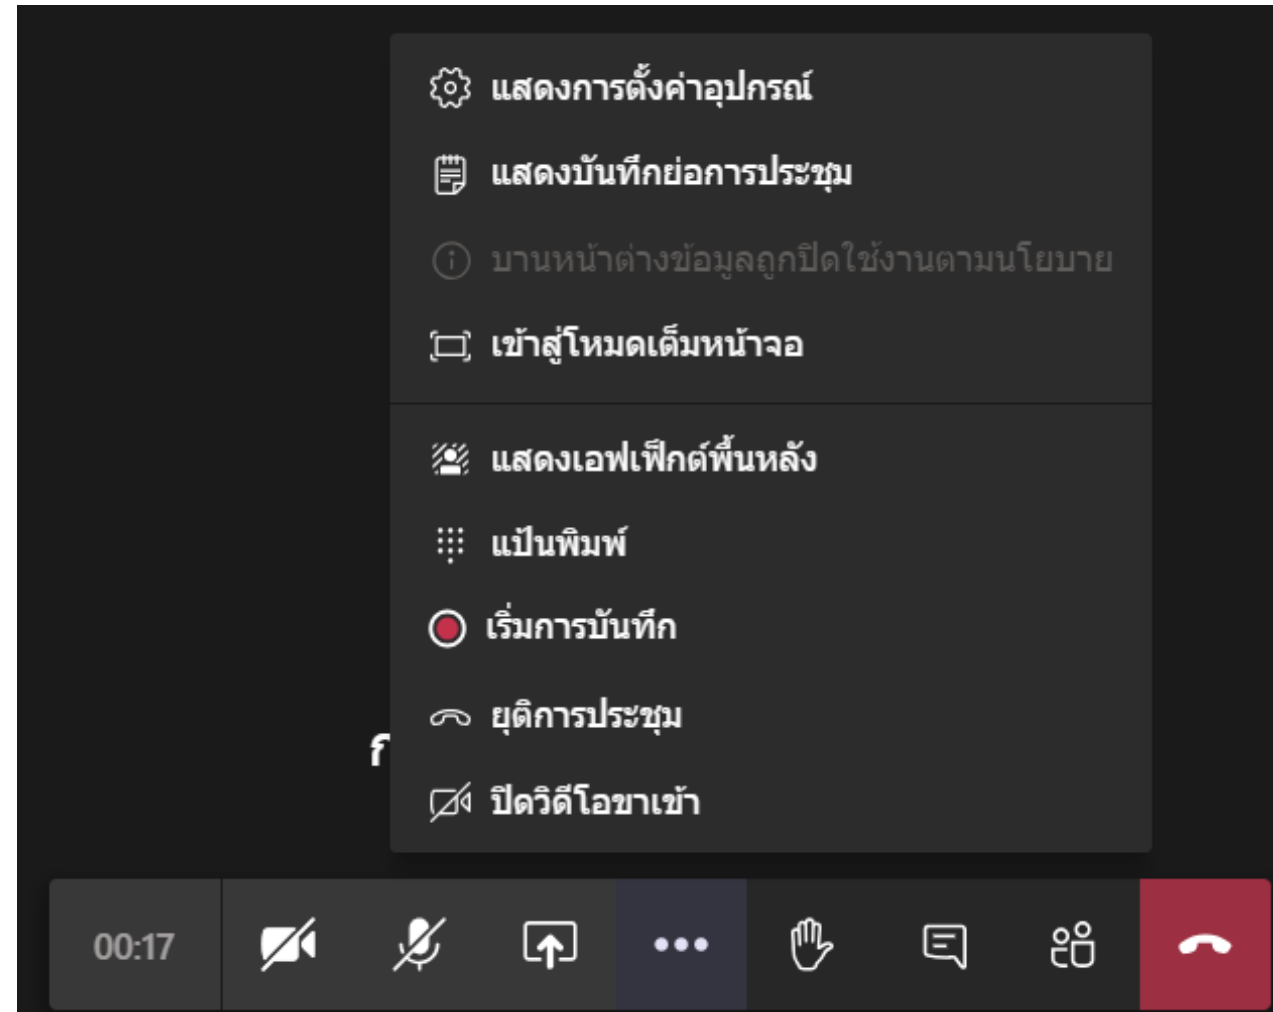 แสดงการตั้งค่าอุปกรณ์
แสดงบันทึกย่อการประชุม
บานหน้าต่างข้อมูลถูกปิดใช้งานตามนโยบาย
เข้าสู่โหมดเต็มหน้าจอ
แสดงเอฟเฟ็กต์พื้นหลัง
แป้นพิมพ์
เริ่มการบันทึก
ยุติการประชุม
ปิดวิดีโอขาเข้า
00:17